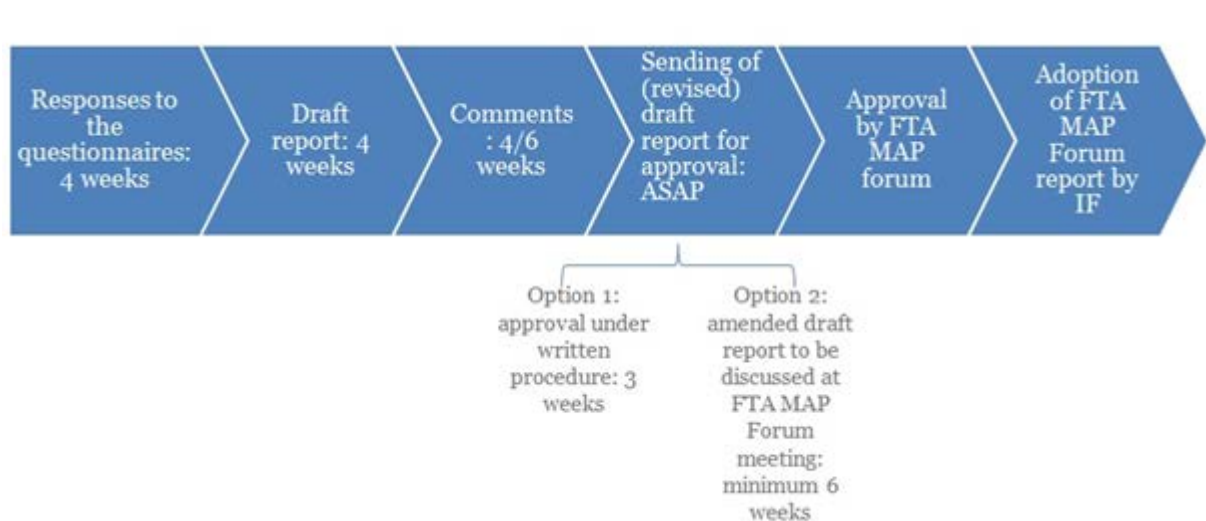 Responses to
the
questionnaires:
4 weeks
Draft
report: 4
weeks
Comments
: 4/6
weeks
Sending of
(revised)
draft
report for
approval:
ASAP
Approval
by FTA
MAP
forum
Adoption
of FTA
MAP
Forum
report by
IF
Option 1:
approval under
written
procedure: 3
weeks
Option 2:
amended draft
report to be
discussed at
FTA MAP
Forum
meeting:
minimum 6
weeks